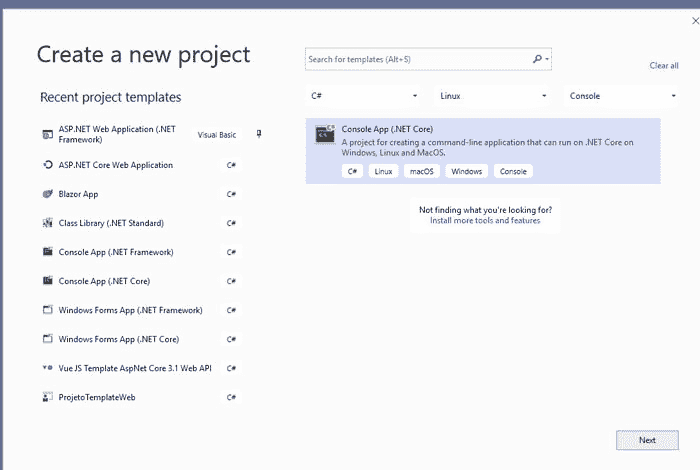 Create a new project
Search for templates (Alt+S)
Clear all
Recent project templates
C#
Linux
Console
ASP.NET Web Application (.NET
Framework)
Visual Basic
ASP.NET Core Web Application
C#
Blazor App
C#
Class Library (.NET Standard)
C#
Console App (.NET Framework)
C#
Console App (.NET Core)
C#
Windows Forms App (.NET Framework)
C#
Windows Forms App (.NET Core)
C#
Vue JS Template AspNet Core 3.1 Web API
C#
ProjetoTemplateWeb
C#
Console App (.NET Core)
A project for creating a command-line application that can run on .NET Core on
Windows, Linux and MacOS.
C# Linux macOS Windows Console
Not finding what you're looking for?
Install more tools and features
Next